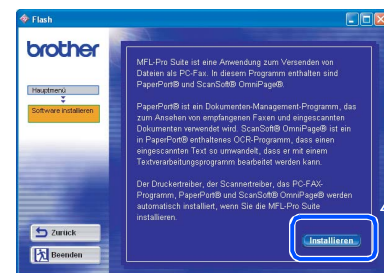 Flash
brother
Hauptmenü
Software installieren
MFL-Pro Suite ist eine Anwendung zum Versenden von
Dateien als PC-Fax. In diesem Programm enthalten sind
PaperPort® und ScanSoft® OmniPage®.
PaperPort® ist ein Dokumenten-Management-Programm, das
zum Ansehen von empfangenen Faxen und eingescannten
Dokumenten verwendet wird. ScanSoft® OmniPage® ist ein
in PaperPort® enthaltenes OCR-Programm, dass einen
eingescannten Text so umwandelt, dass er mit einem
Textverarbeitungsprogramm bearbeitet werden kann.
Der Druckertreiber, der Scannertreiber, das PC-FAX-
Programm, PaperPort® und ScanSoft® OmniPage® werden
automatisch installiert, wenn Sie die MFL-Pro Suite
installieren.
Zurück
Beenden
Installieren